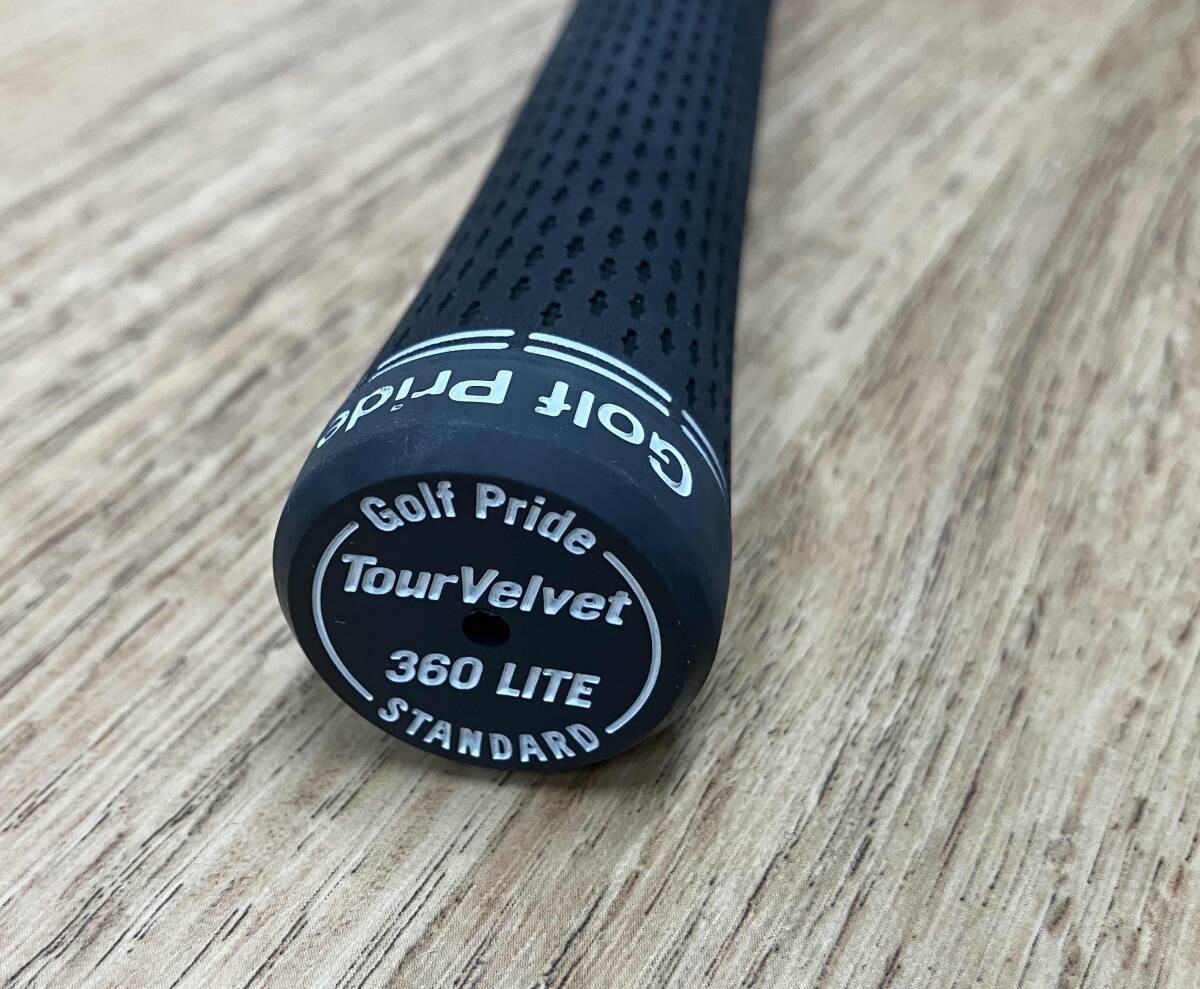 Golf Pride
Golf Pride
TourVelvet
360 LITE
STANDARD